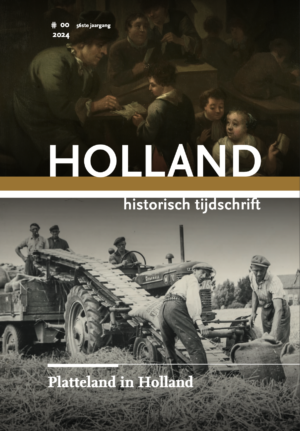 # 00 56ste jaargang
2024
HOLLAND
historisch tijdschrift
Platteland in Holland